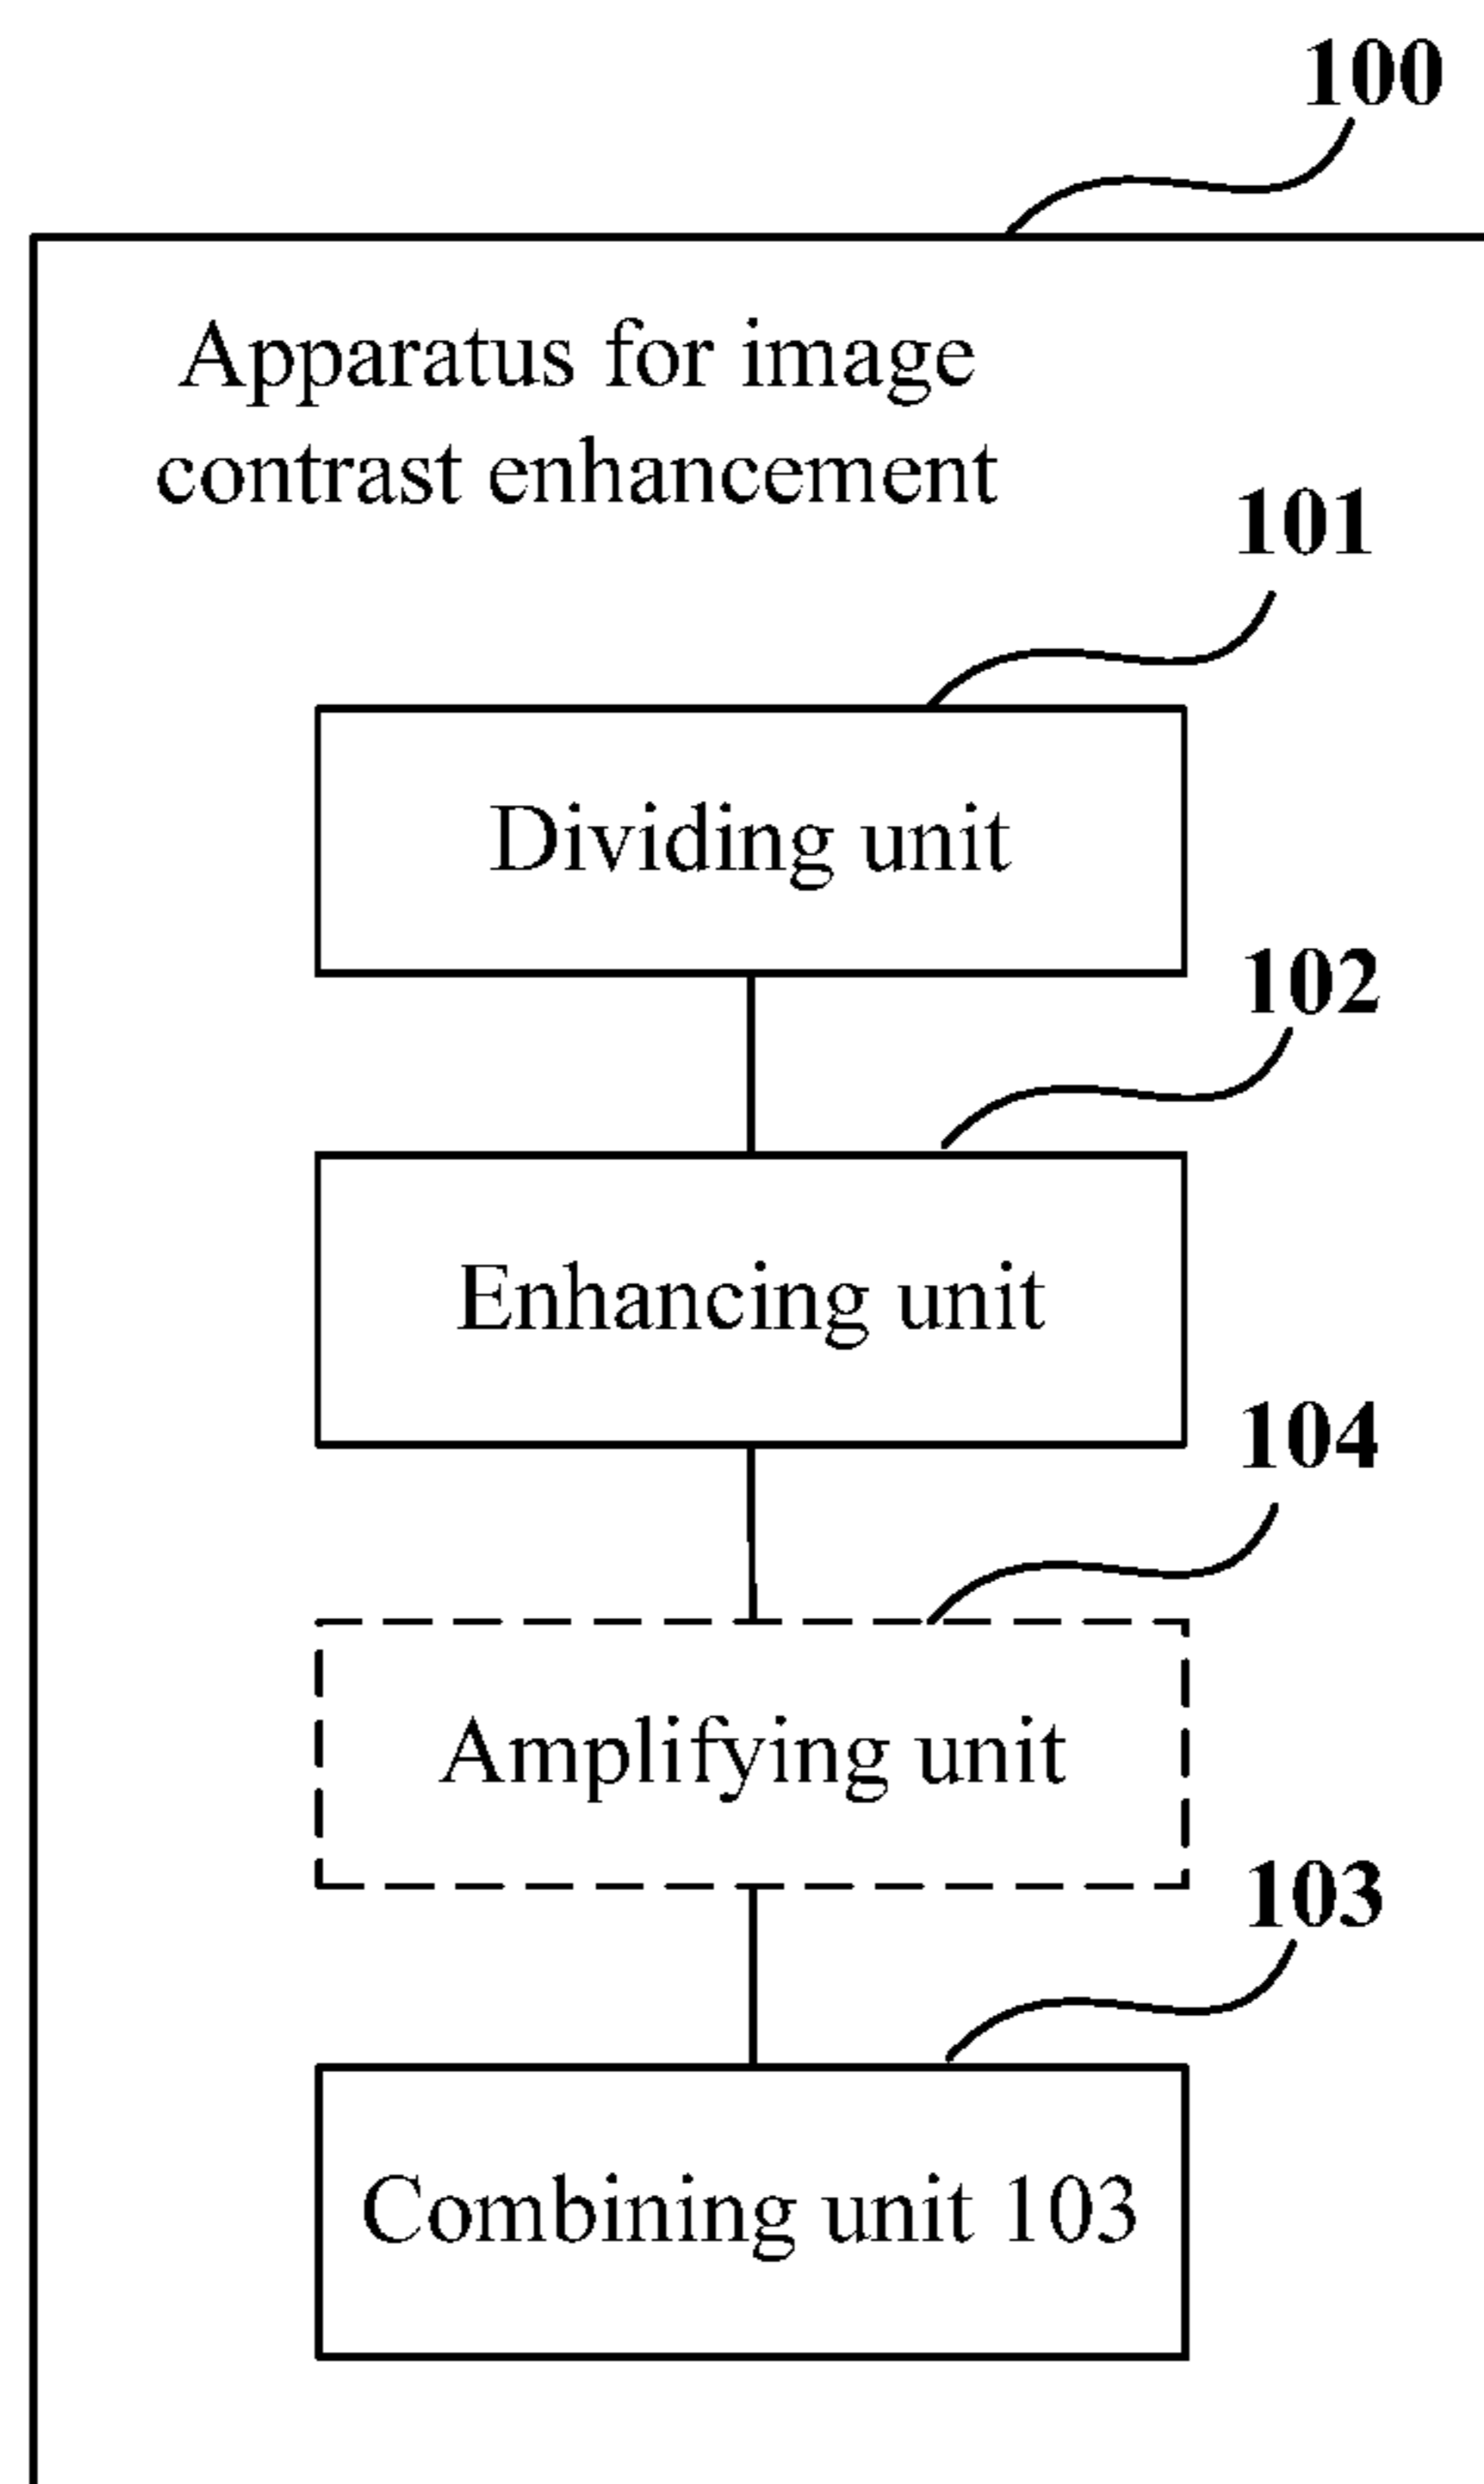 100
Apparatus for image
contrast enhancement
101
Dividing unit
102
Enhancing unit
104
Amplifying unit
103
Combining unit 103